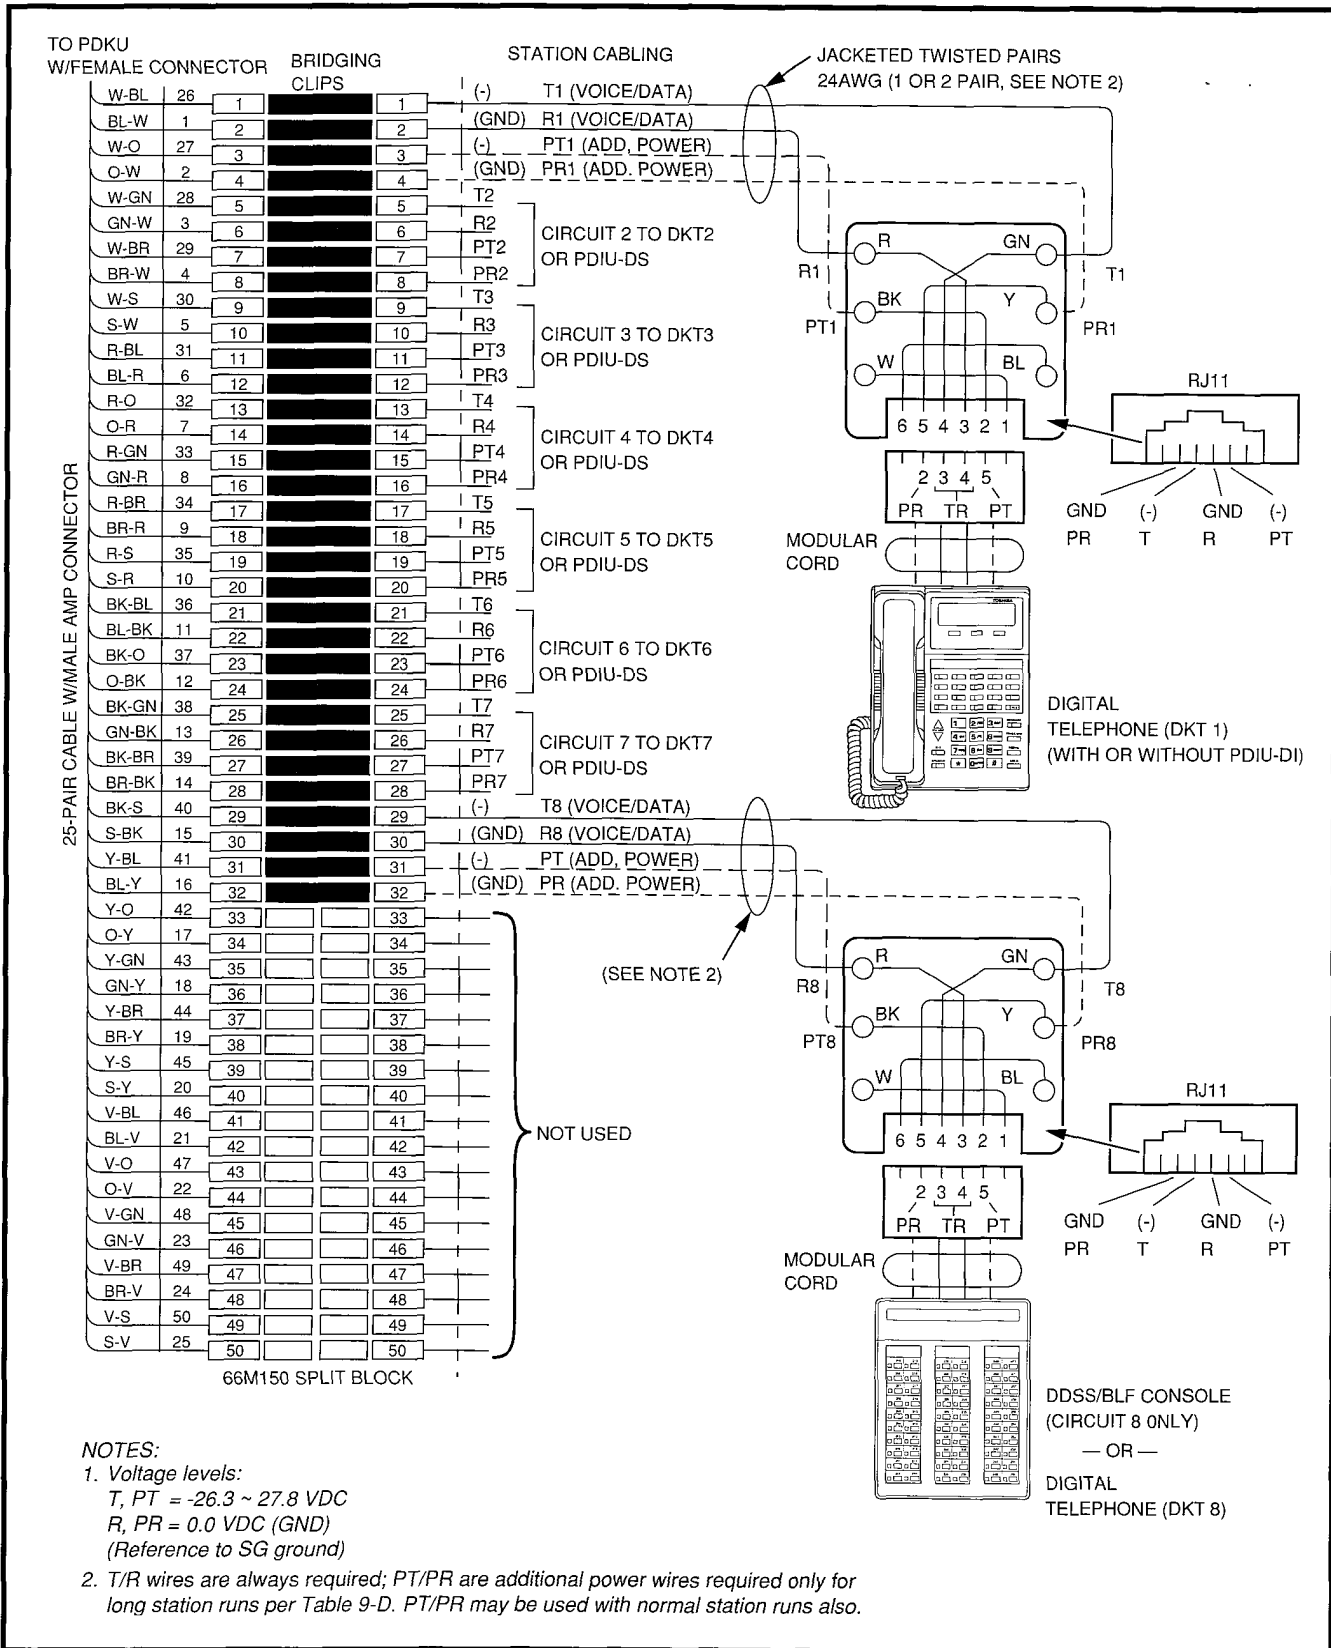 TO PDKU
W/FEMALE CONNECTOR
BRIDGING
CLIPS
STATION CABLING
JACKETED TWISTED PAIRS
24AWG (1 OR 2 PAIR, SEE NOTE 2)
25-PAIR CABLE W/MALE AMP CONNECTOR
W-BL 26 1 1 (-) T1 (VOICE/DATA)
BL-W 1 2 2 (GND) R1 (VOICE/DATA)
W-O 27 3 3 (-) PT1 (ADD, POWER)
O-W 2 4 4 (GND) PR1 (ADD. POWER)
W-GN 28 5 5 T2
GN-W 3 6 6 R2
W-BR 29 7 7 PT2
BR-W 4 8 8 PR2
CIRCUIT 2 TO DKT2
OR PDIU-DS
W-S 30 9 9 T3
S-W 5 10 10 R3
R-BL 31 11 11 PT3
BL-R 6 12 12 PR3
CIRCUIT 3 TO DKT3
OR PDIU-DS
R-O 32 13 13 T4
O-R 7 14 14 R4
R-GN 33 15 15 PT4
GN-R 8 16 16 PR4
CIRCUIT 4 TO DKT4
OR PDIU-DS
R-BR 34 17 17 T5
BR-R 9 18 18 R5
R-S 35 19 19 PT5
S-R 10 20 20 PR5
CIRCUIT 5 TO DKT5
OR PDIU-DS
BK-BL 36 21 21 T6
BL-BK 11 22 22 R6
BK-O 37 23 23 PT6
O-BK 12 24 24 PR6
CIRCUIT 6 TO DKT6
OR PDIU-DS
BK-GN 38 25 25 T7
GN-BK 13 26 26 R7
BK-BR 39 27 27 PT7
BR-BK 14 28 28 PR7
CIRCUIT 7 TO DKT7
OR PDIU-DS
BK-S 40 29 29 (-) T8 (VOICE/DATA)
S-BK 15 30 30 (GND) R8 (VOICE/DATA)
Y-BL 41 31 31 (-) PT (ADD, POWER)
BL-Y 16 32 32 (GND) PR (ADD. POWER)
Y-O 42 33 33
O-Y 17 34 34
Y-GN 43 35 35
GN-Y 18 36 36
Y-BR 44 37 37
BR-Y 19 38 38
Y-S 45 39 39
S-Y 20 40 40
V-BL 46 41 41
BL-V 21 42 42
V-O 47 43 43
O-V 22 44 44
V-GN 48 45 45
GN-V 23 46 46
V-BR 49 47 47
BR-V 24 48 48
V-S 50 49 49
S-V 25 50 50
NOT USED
66M150 SPLIT BLOCK
R GN
R1 T1
BK Y
PT1 PR1
W BL
6 5 4 3 2 1
2 3 4 5
PR TR PT
RJ11
GND (-) GND (-)
PR T R PT
MODULAR
CORD
TOSHIBA
DIGITAL
TELEPHONE (DKT 1)
(WITH OR WITHOUT PDIU-DI)
(SEE NOTE 2)
R GN
R8 T8
BK Y
PT8 PR8
W BL
6 5 4 3 2 1
2 3 4 5
PR TR PT
RJ11
GND (-) GND (-)
PR T R PT
MODULAR
CORD
DDSS/BLF CONSOLE
(CIRCUIT 8 ONLY)
— OR —
DIGITAL
TELEPHONE (DKT 8)
NOTES:
1. Voltage levels:
T, PT = -26.3 ~ 27.8 VDC
R, PR = 0.0 VDC (GND)
(Reference to SG ground)
2. T/R wires are always required; PT/PR are additional power wires required only for
long station runs per Table 9-D. PT/PR may be used with normal station runs also.